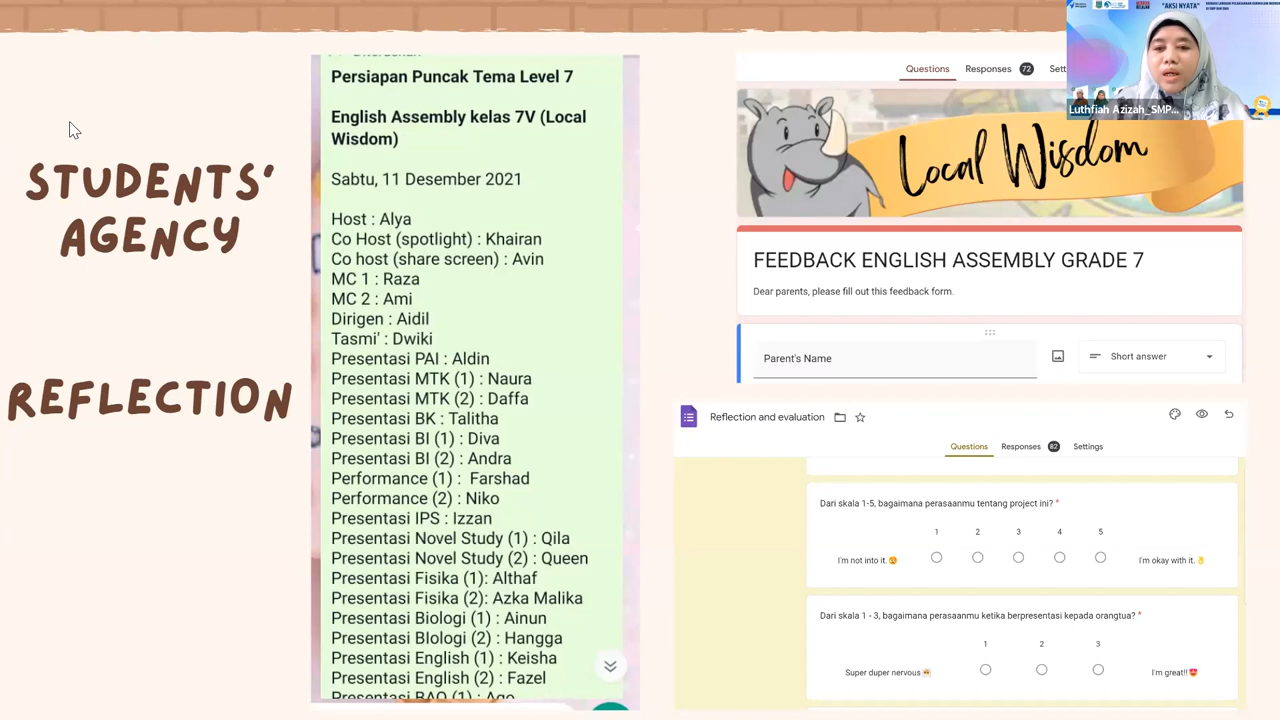 STUDENTS'
AGENCY
REFLECTION
Persiapan Puncak Tema Level 7
English Assembly kelas 7V (Local
Wisdom)
Sabtu, 11 Desember 2021
Host : Alya
Co Host (spotlight) : Khairan
Co host (share screen) : Avin
MC 1 : Raza
MC 2 : Ami
Dirigen : Aidil
Tasmi' : Dwiki
Presentasi PAI : Aldin
Presentasi MTK (1) : Naura
Presentasi MTK (2) : Daffa
Presentasi BK : Talitha
Presentasi BI (1) : Diva
Presentasi BI (2) : Andra
Performance (1) :  Farshad
Performance (2) : Niko
Presentasi IPS : Izzan
Presentasi Novel Study (1) : Qila
Presentasi Novel Study (2) : Queen
Presentasi Fisika (1): Althaf
Presentasi Fisika (2): Azka Malika
Presentasi Biologi (1) : Ainun
Presentasi BIologi (2) : Hangga
Presentasi English (1) : Keisha
Presentasi English (2) : Fazel
Presentasi BAQ (1) : Aqo
Questions Responses 72 Sett
Local Wisdom
FEEDBACK ENGLISH ASSEMBLY GRADE 7
Dear parents, please fill out this feedback form.
Parent's Name
Short answer
Reflection and evaluation
Questions Responses 82 Settings
Dari skala 1-5, bagaimana perasaanmu tentang project ini? *
1 2 3 4 5
I'm not into it. 😌 I'm okay with it. 👌
Dari skala 1 - 3, bagaimana perasaanmu ketika berpresentasi kepada orangtua? *
1 2 3
Super duper nervous I'm great!! 😍
"AKSI NYATA"
Luthfiah Azizah_SMP...